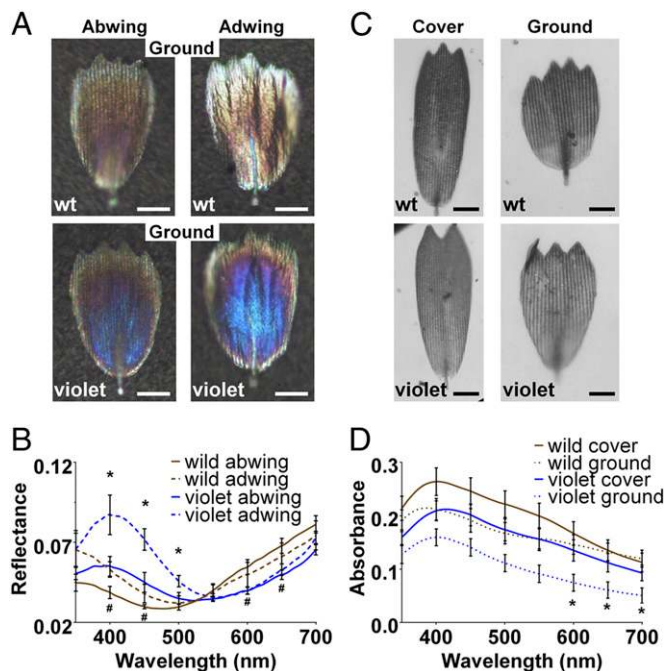 A
Abwing Adwing
Ground
wt wt
Ground
violet violet
B
wild abwing
wild adwing
violet abwing
violet adwing
0.12
0.07
0.02
Reflectance
* * *
# # # #
400 500 600 700
Wavelength (nm)
C
Cover Ground
wt wt
violet violet
D
wild cover
wild ground
violet cover
violet ground
0.3
0.2
0.1
0
Absorbance
* * *
400 500 600 700
Wavelength (nm)